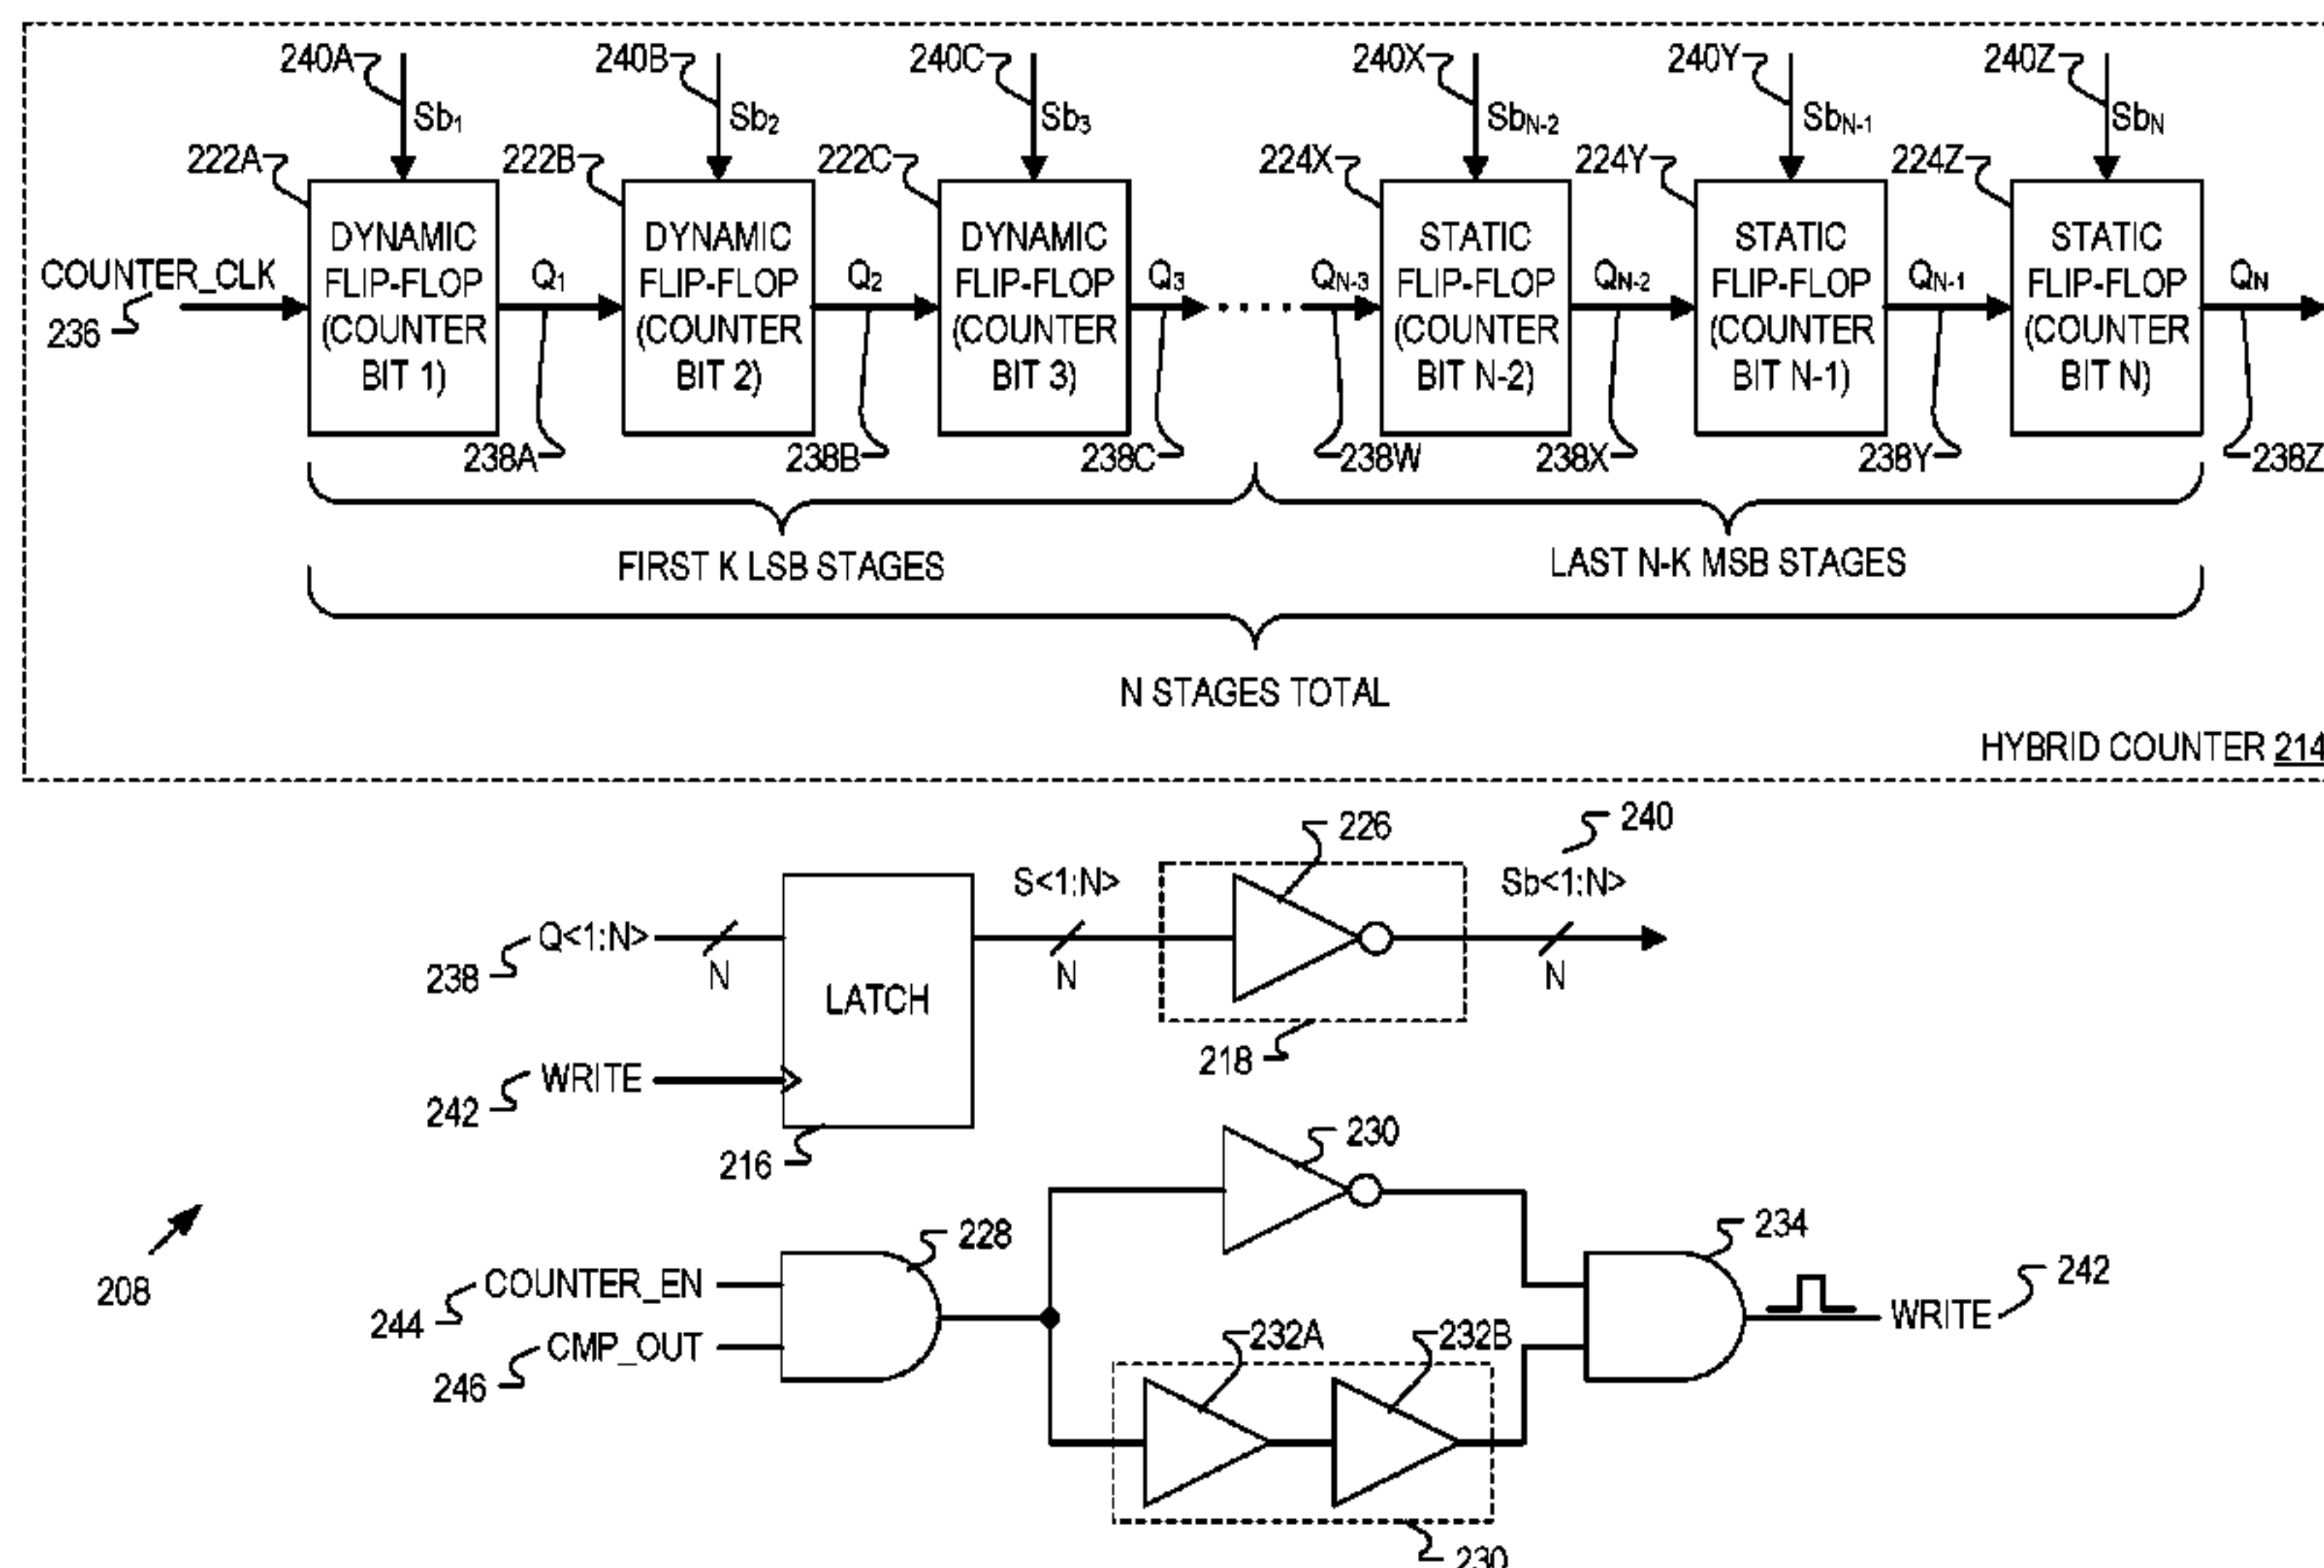 240A
240B
240C
240X
240Y
240Z
Sb1
Sb2
Sb3
SbN-2
SbN-1
SbN
222A
222B
222C
224X
224Y
224Z
COUNTER_CLK
236
DYNAMIC
FLIP-FLOP
(COUNTER
BIT 1)
Q1
DYNAMIC
FLIP-FLOP
(COUNTER
BIT 2)
Q2
DYNAMIC
FLIP-FLOP
(COUNTER
BIT 3)
Q3
QN-3
STATIC
FLIP-FLOP
(COUNTER
BIT N-2)
QN-2
STATIC
FLIP-FLOP
(COUNTER
BIT N-1)
QN-1
STATIC
FLIP-FLOP
(COUNTER
BIT N)
QN
238A
238B
238C
238W
238X
238Y
238Z
FIRST K LSB STAGES
LAST N-K MSB STAGES
N STAGES TOTAL
HYBRID COUNTER 214
226
240
S<1:N>
Sb<1:N>
238
Q<1:N>
N
LATCH
N
N
242
WRITE
218
216
230
208
228
234
244
COUNTER_EN
246
CMP_OUT
232A
232B
WRITE
242
230